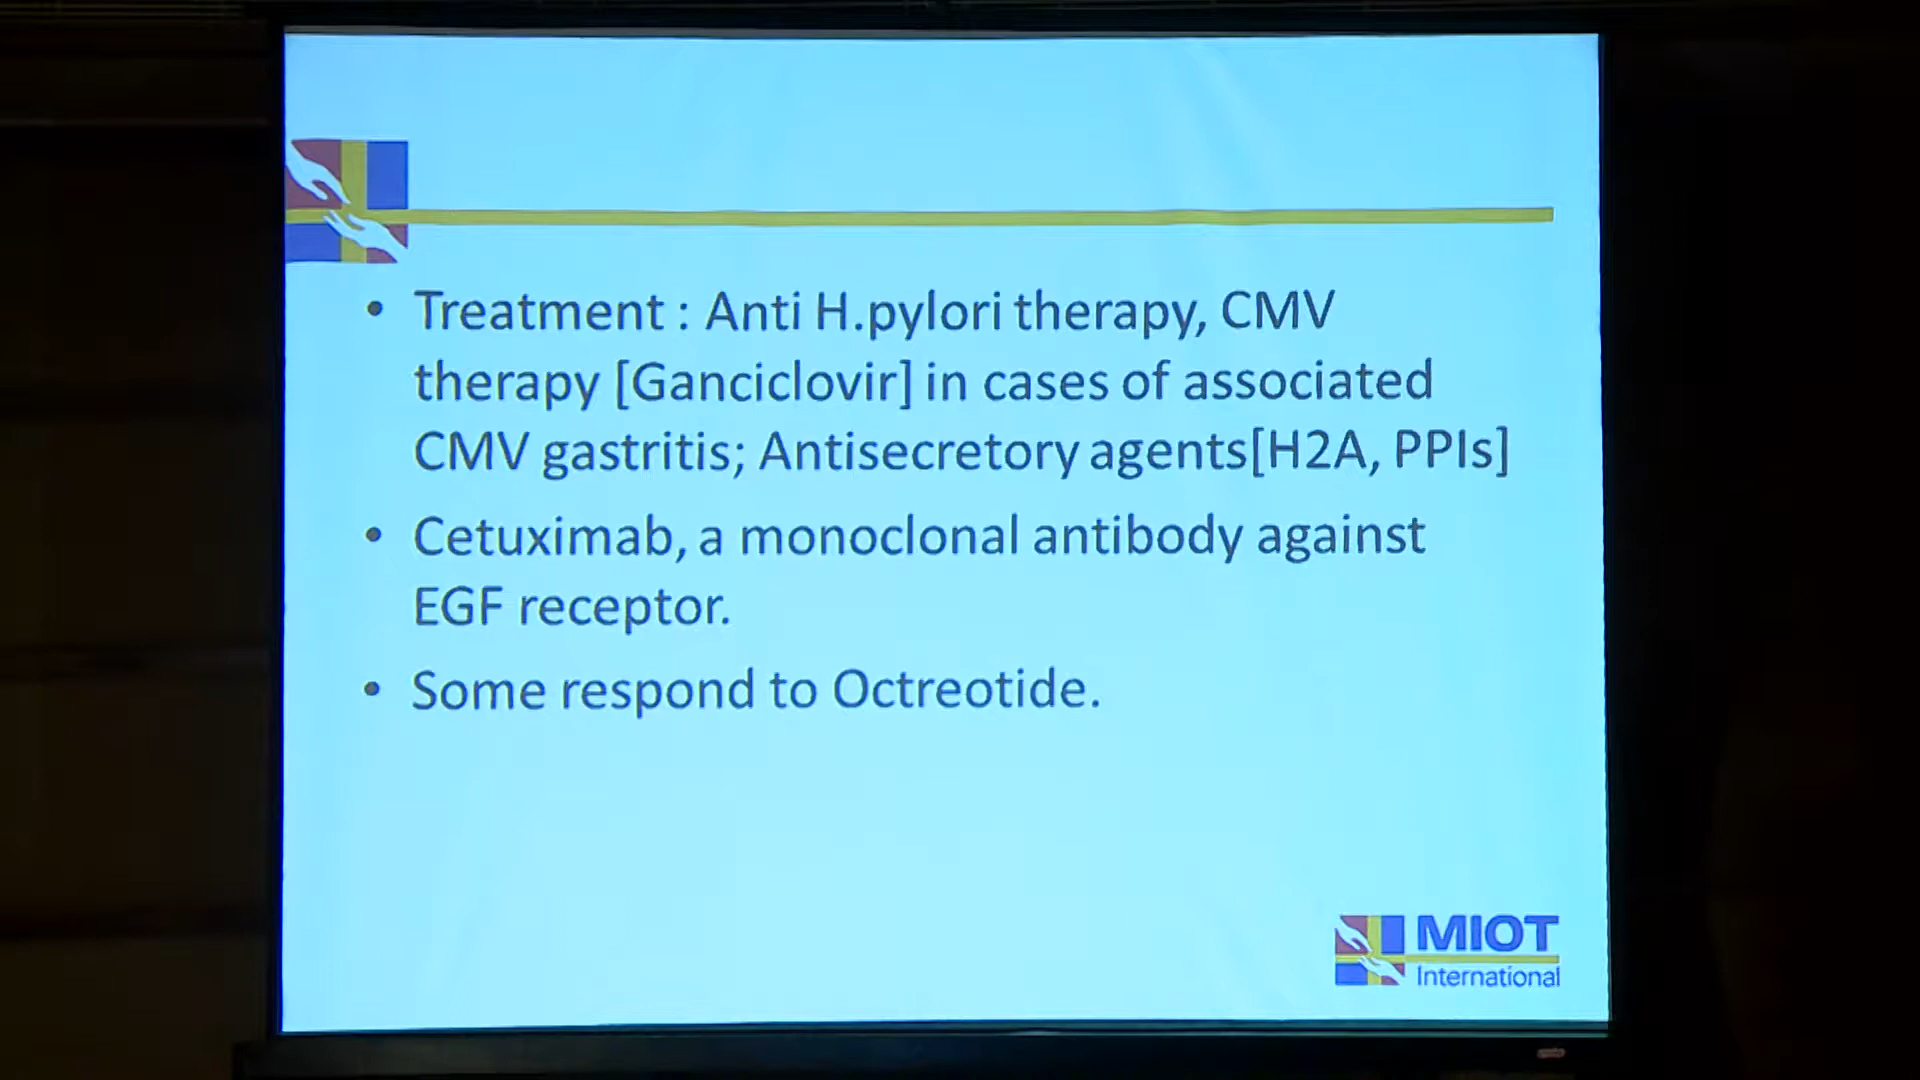 • Treatment : Anti H.pylori therapy, CMV
therapy [Ganciclovir] in cases of associated
CMV gastritis; Antisecretory agents[H2A, PPIs]
• Cetuximab, a monoclonal antibody against
EGF receptor.
• Some respond to Octreotide.
MIOT
International